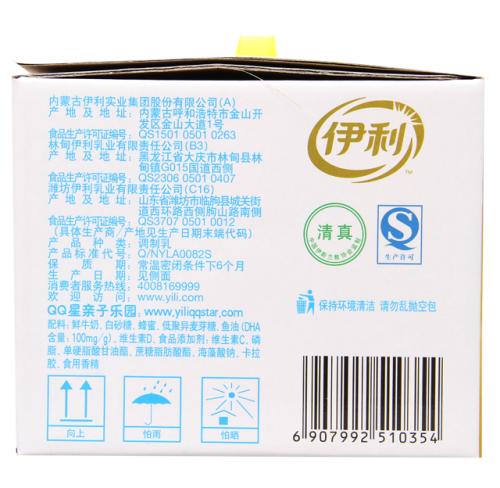 内蒙古伊利实业集团股份有限公司(A)
产地及地址:内蒙古呼和浩特市金山开
发区金山大道1号
食品生产许可证编号:QS1501 0501 0263
林甸伊利乳业有限责任公司(B3)
产地及地址:黑龙江省大庆市林甸县林
甸镇G015国道西侧
食品生产许可证编号:QS2306 0501 0407
潍坊伊利乳业有限责任公司(C16)
产地及地址:山东省潍坊市临朐县城关街
道西环路西侧朐山路南侧
食品生产许可证编号:QS3707 0501 0012
(具体生产商/产地见生产日期末端代码)
产品种类:调制乳
产品标准代号:Q/NYLA0082S
保质期:常温密闭条件下6个月
生产日期:见侧面
消费者服务热线:4008169999
欢迎访问:www.yili.com
QQ星亲子乐园:www.yiliqqstar.com
配料:鲜牛奶、白砂糖、蜂蜜、低聚异麦芽糖、鱼油(DHA
含量:100mg/g)、维生素D、食品添加剂:维生素C、磷
脂、单硬脂酸甘油酯、蔗糖脂肪酸酯、海藻酸钠、卡拉
胶、食用香精
向上
怕雨
怕晒
伊利
TM
清真
生产许可
保持环境清洁 请勿乱抛空包
6 907992 510354